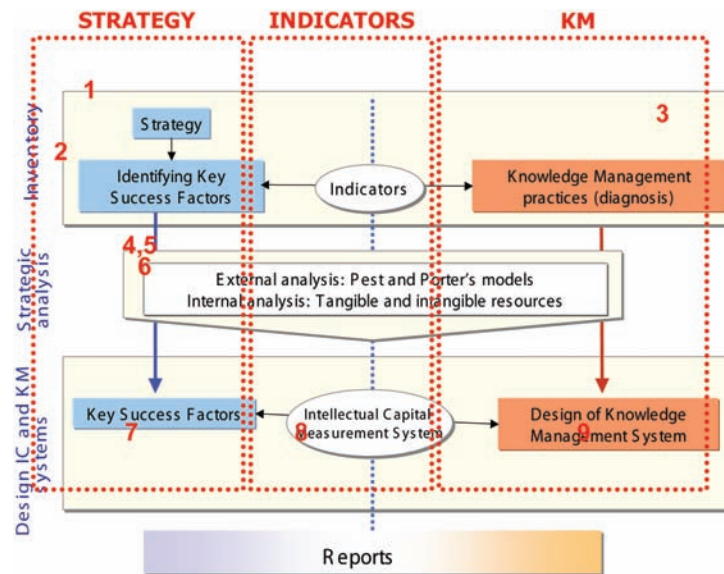 STRATEGY INDICATORS KM
1
3
Strategy
2
Inventory
Identifying Key
Success Factors
Indicators
Knowledge Management
practices (diagnosis)
4,5
6
Strategic
analysis
External analysis: Pest and Porter's models
Internal analysis: Tangible and intangible resources
Design IC and KM
systems
Key Success Factors
7
Intellectual Capital
Measurement System
8
Design of Knowledge
Management System
9
Reports